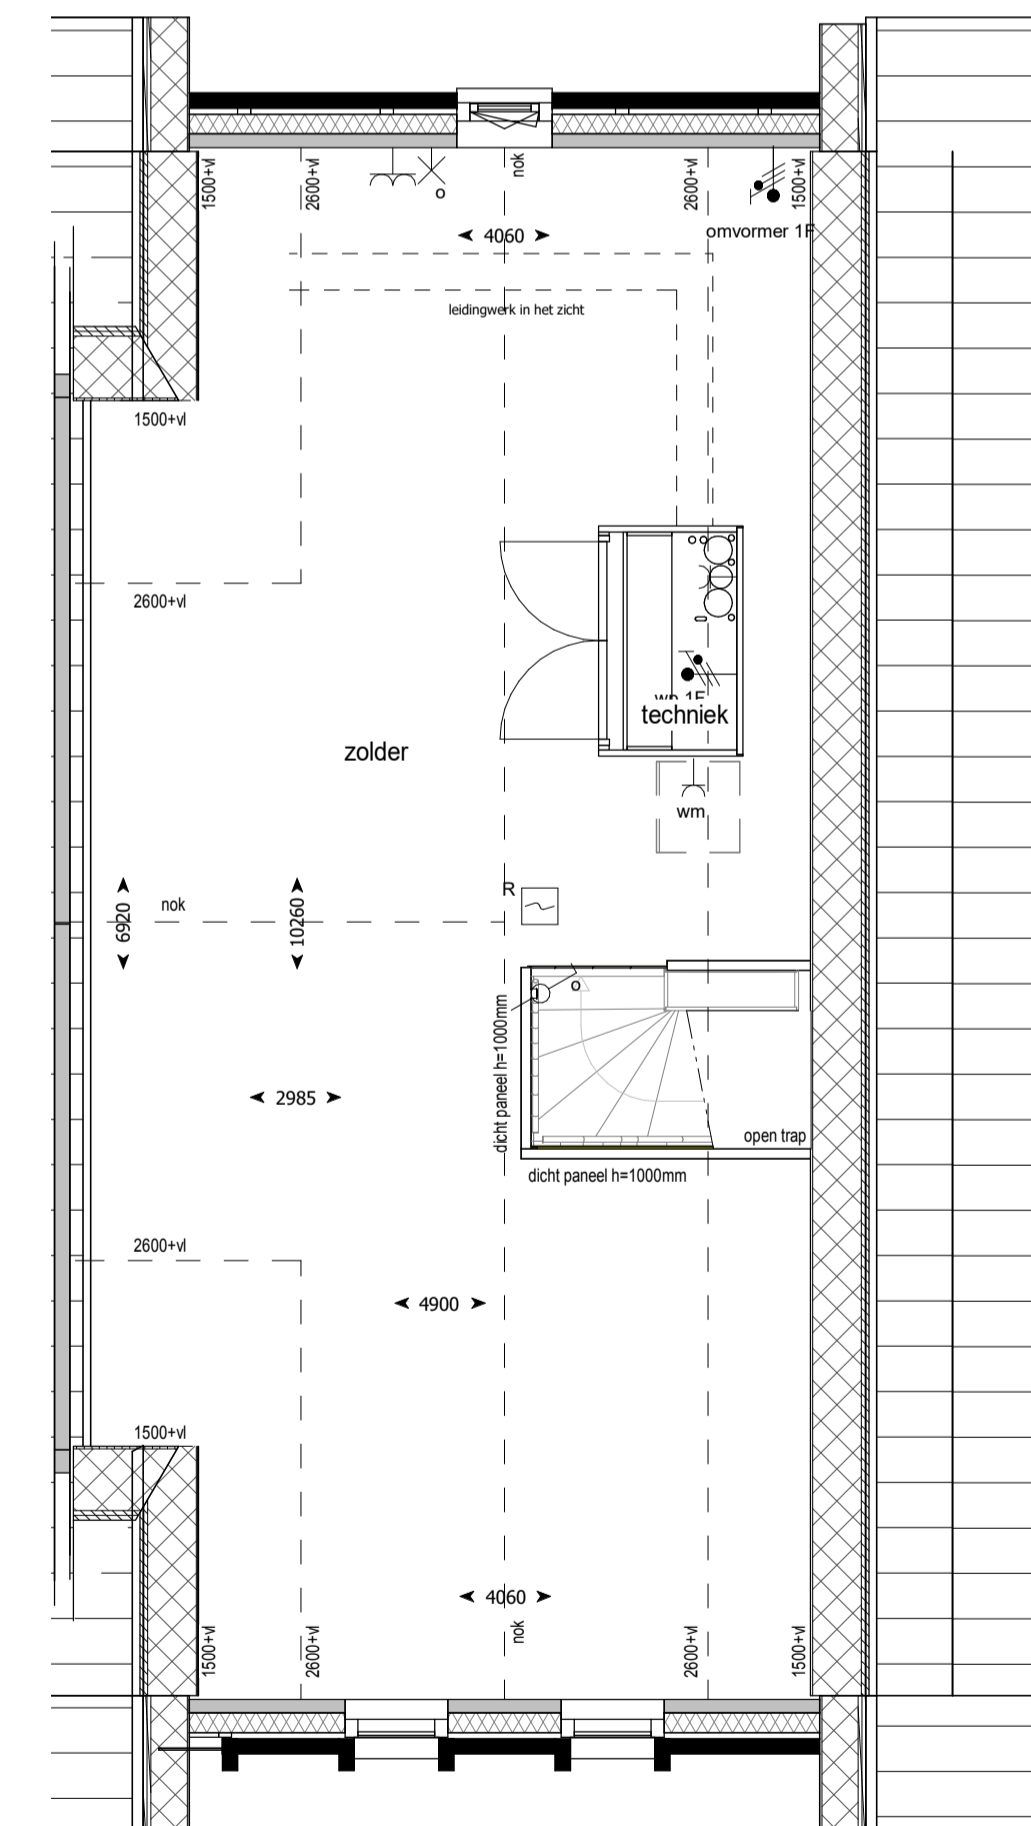 1500+vl
2600+vl
nok
2600+vl
1500+vl
o
omvormer 1F
4060
leidingwerk in het zicht
1500+vl
2600+vl
wp 1F
techniek
zolder
wm
R
nok
6920
10260
o
dicht paneel h=1000mm
2985
open trap
dicht paneel h=1000mm
2600+vl
4900
1500+vl
4060
1500+vl
2600+vl
nok
2600+vl
1500+vl